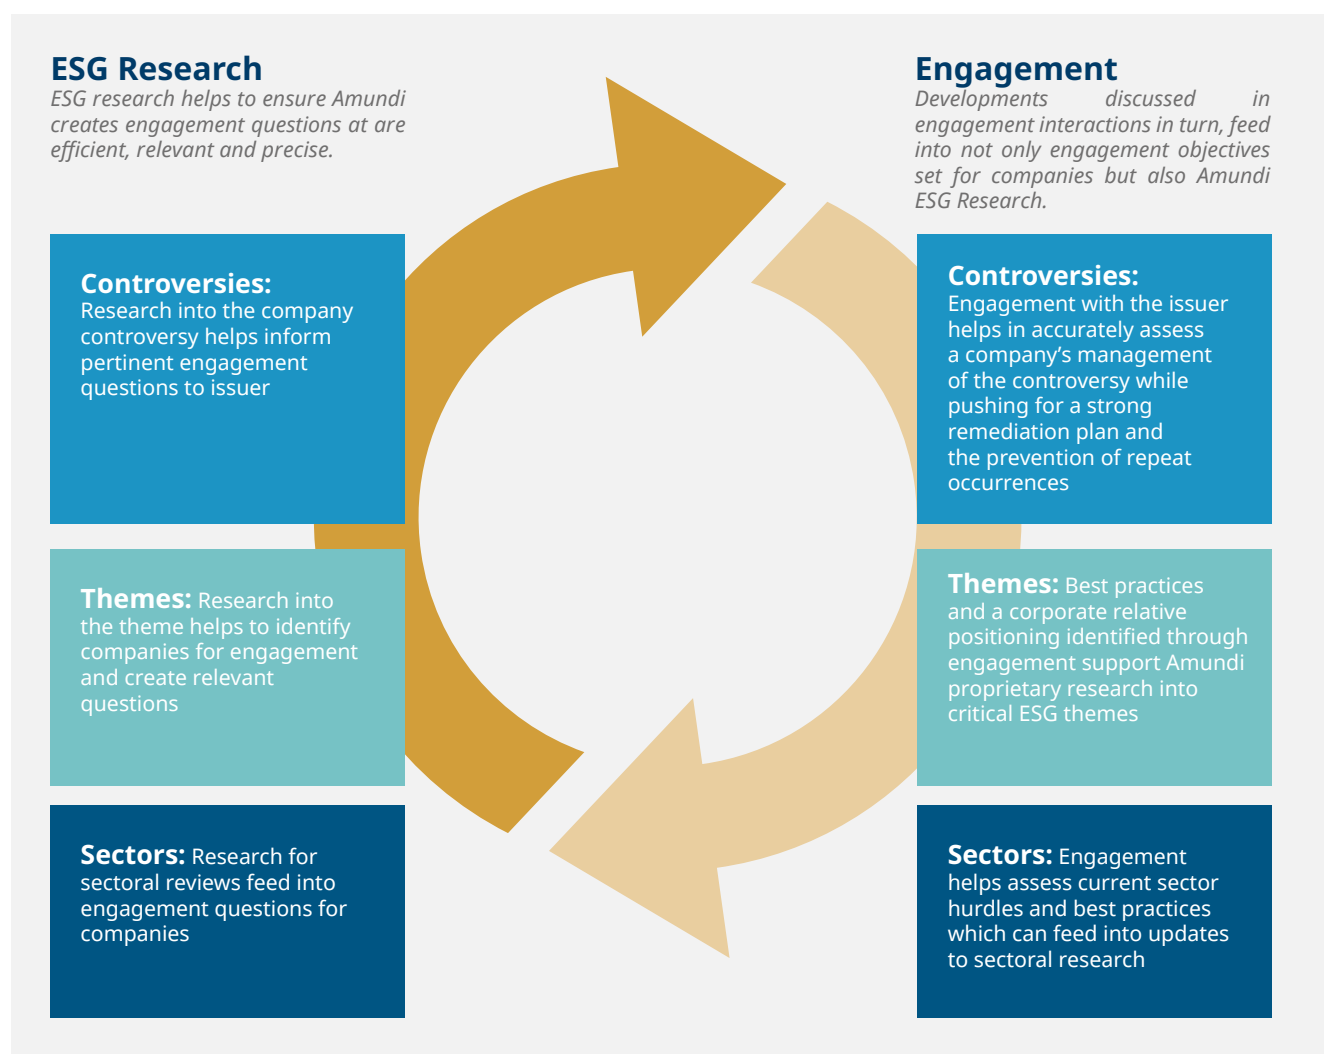 ESG Research
ESG research helps to ensure Amundi
creates engagement questions at are
efficient, relevant and precise.
Controversies:
Research into the company
controversy helps inform
pertinent engagement
questions to issuer
Themes: Research into
the theme helps to identify
companies for engagement
and create relevant
questions
Sectors: Research for
sectoral reviews feed into
engagement questions for
companies
Engagement
Developments discussed in
engagement interactions in turn, feed
into not only engagement objectives
set for companies but also Amundi
ESG Research.
Controversies:
Engagement with the issuer
helps in accurately assess
a company’s management
of the controversy while
pushing for a strong
remediation plan and
the prevention of repeat
occurrences
Themes: Best practices
and a corporate relative
positioning identified through
engagement support Amundi
proprietary research into
critical ESG themes
Sectors: Engagement
helps assess current sector
hurdles and best practices
which can feed into updates
to sectoral research